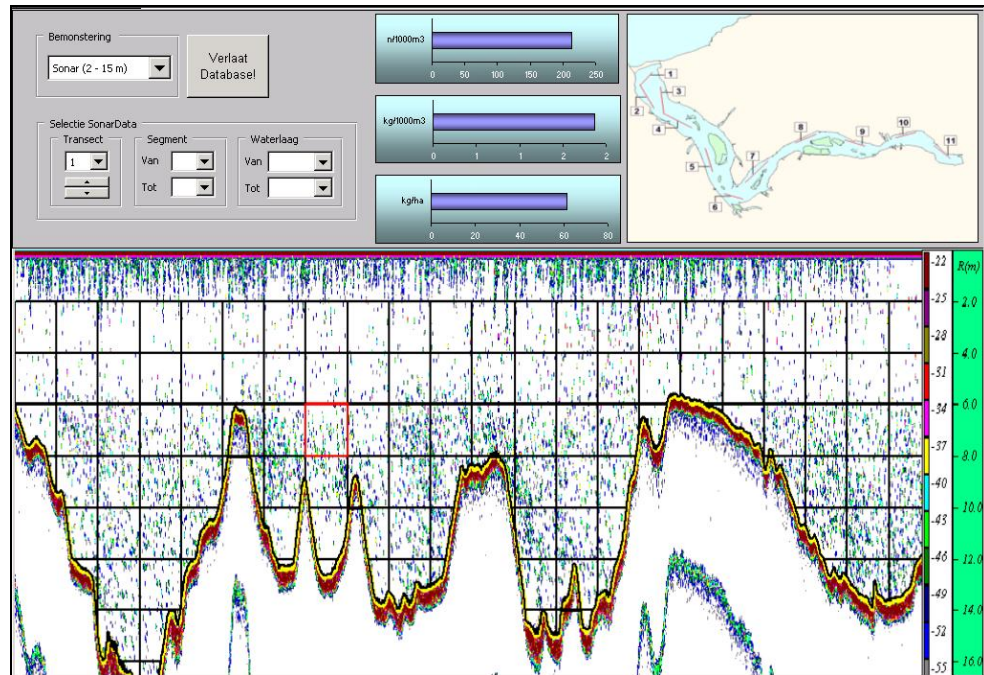 Bemonstering
Sonar (2 - 15 m)
Verlaat
Database!
Selectie SonarData
Transect
1
Segment
Van
Tot
Waterlaag
Van
Tot
n/1000m3
0 50 100 150 200 250
kg/1000m3
0 1 1 2 2
kg/ha
0 20 40 60 80
1
2
3
4
5
6
7
8
9
10
11
-22
-25
-28
-31
-34
-37
-40
-43
-46
-49
-52
-55
R(m)
2.0
4.0
6.0
8.0
10.0
12.0
14.0
16.0